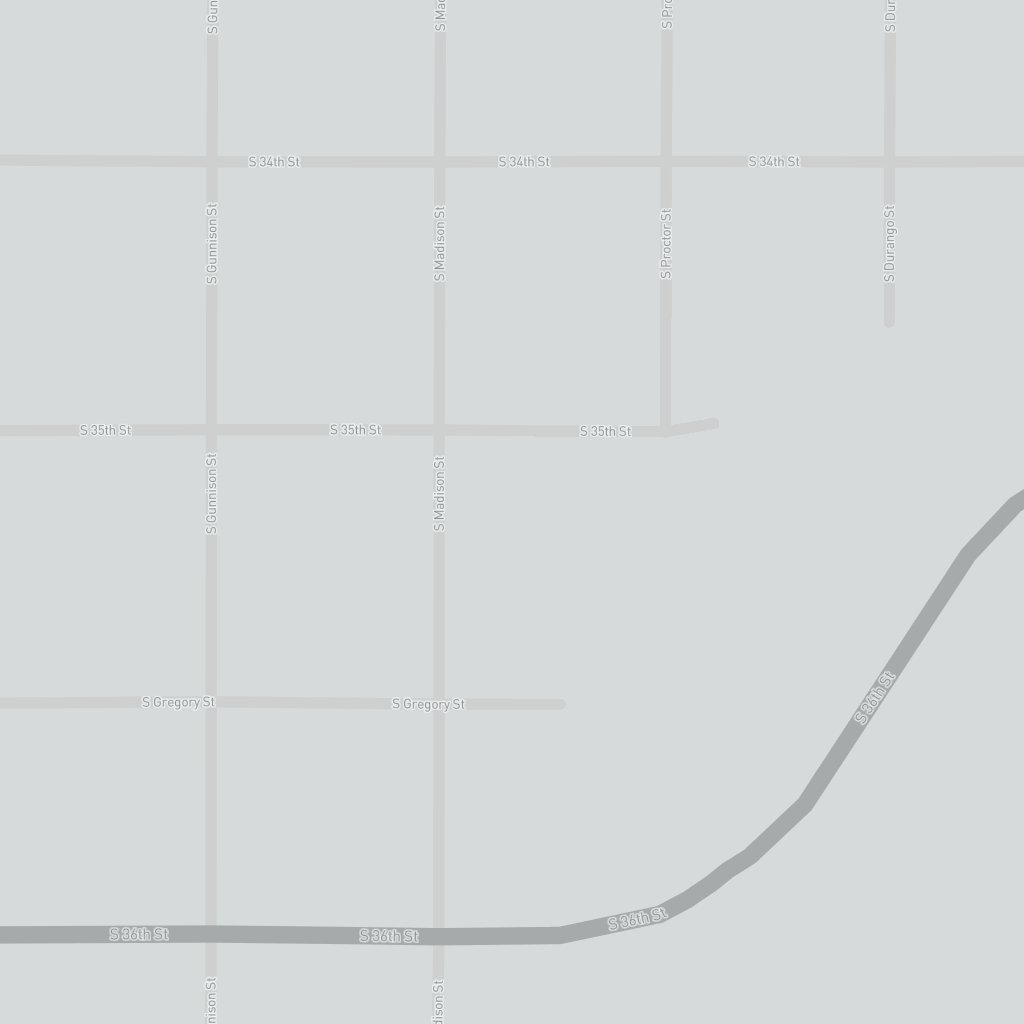 S Gun
S Mad
S Proc
S Dur
S 34th St
S 34th St
S 34th St
S Gunnison St
S Madison St
S Proctor St
S Durango St
S 35th St
S 35th St
S 35th St
S Gunnison St
S Madison St
S Gregory St
S Gregory St
S 36th St
S 36th St
S 36th St
S 36th St
nison St
dison St